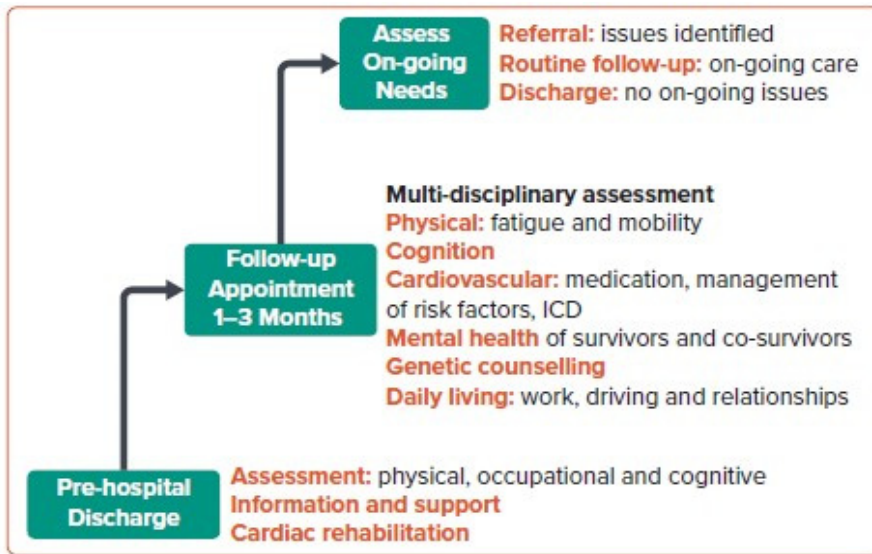 Assess
On-going
Needs
Referral: issues identified
Routine follow-up: on-going care
Discharge: no on-going issues
Follow-up
Appointment
1–3 Months
Multi-disciplinary assessment
Physical: fatigue and mobility
Cognition
Cardiovascular: medication, management
of risk factors, ICD
Mental health of survivors and co-survivors
Genetic counselling
Daily living: work, driving and relationships
Pre-hospital
Discharge
Assessment: physical, occupational and cognitive
Information and support
Cardiac rehabilitation